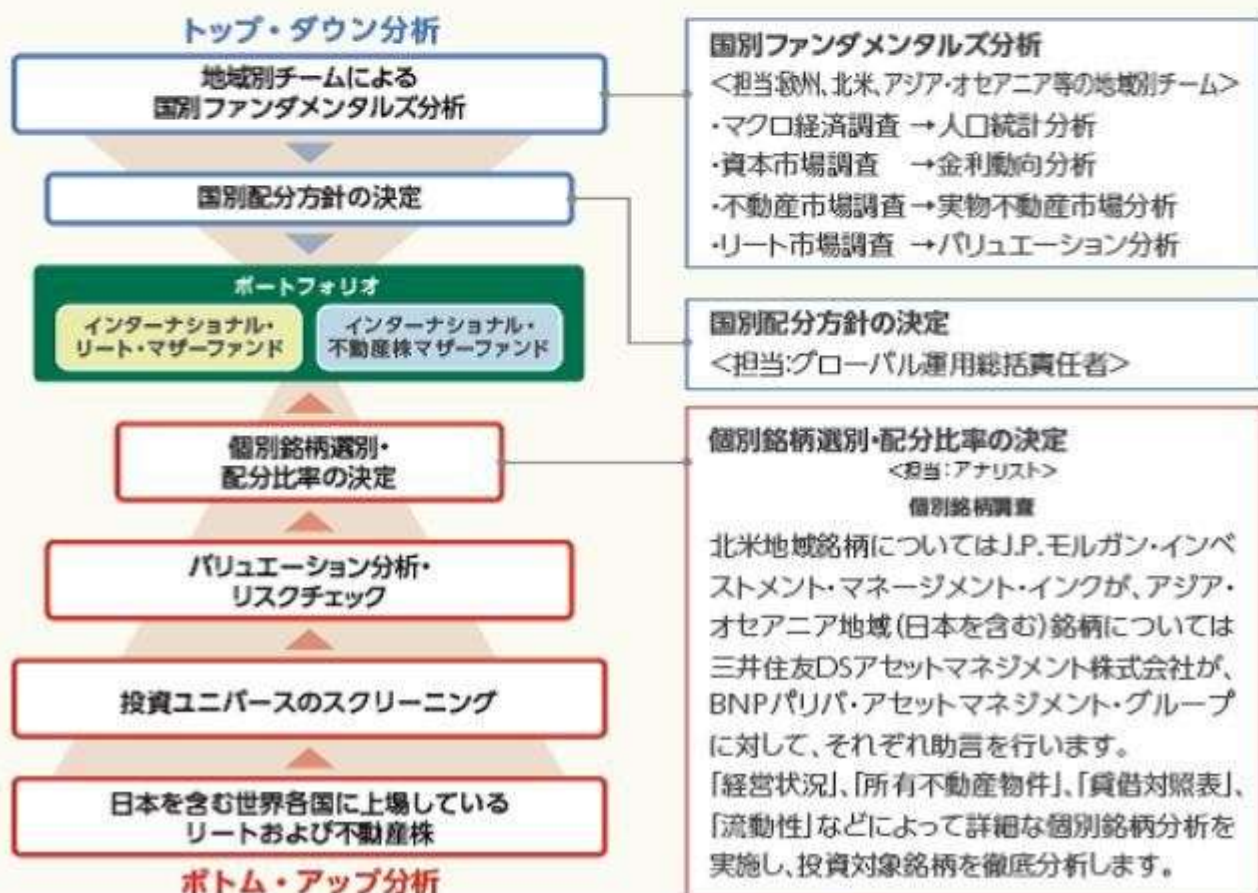 トップ・ダウン分析
地域別チームによる
国別ファンダメンタルズ分析
国別配分方針の決定
ポートフォリオ
インターナショナル・
リート・マザーファンド
インターナショナル・
不動産株マザーファンド
個別銘柄選別・
配分比率の決定
バリュエーション分析・
リスクチェック
投資ユニバースのスクリーニング
日本を含む世界各国に上場している
リートおよび不動産株
ボトム・アップ分析
国別ファンダメンタルズ分析
<担当:欧州、北米、アジア・オセアニア等の地域別チーム>
・マクロ経済調査 →人口統計分析
・資本市場調査 →金利動向分析
・不動産市場調査→実物不動産市場分析
・リート市場調査 →バリュエーション分析
国別配分方針の決定
<担当:グローバル運用総括責任者>
個別銘柄選別・配分比率の決定
<担当:アナリスト>
個別銘柄調査
北米地域銘柄についてはJ.P.モルガン・インベ
ストメント・マネージメント・インクが、アジア・
オセアニア地域(日本を含む)銘柄については
三井住友DSアセットマネジメント株式会社が、
BNPパリバ・アセットマネジメント・グループ
に対して、それぞれ助言を行います。
「経営状況」、「所有不動産物件」、「貸借対照表」、
「流動性」などによって詳細な個別銘柄分析を
実施し、投資対象銘柄を徹底分析します。